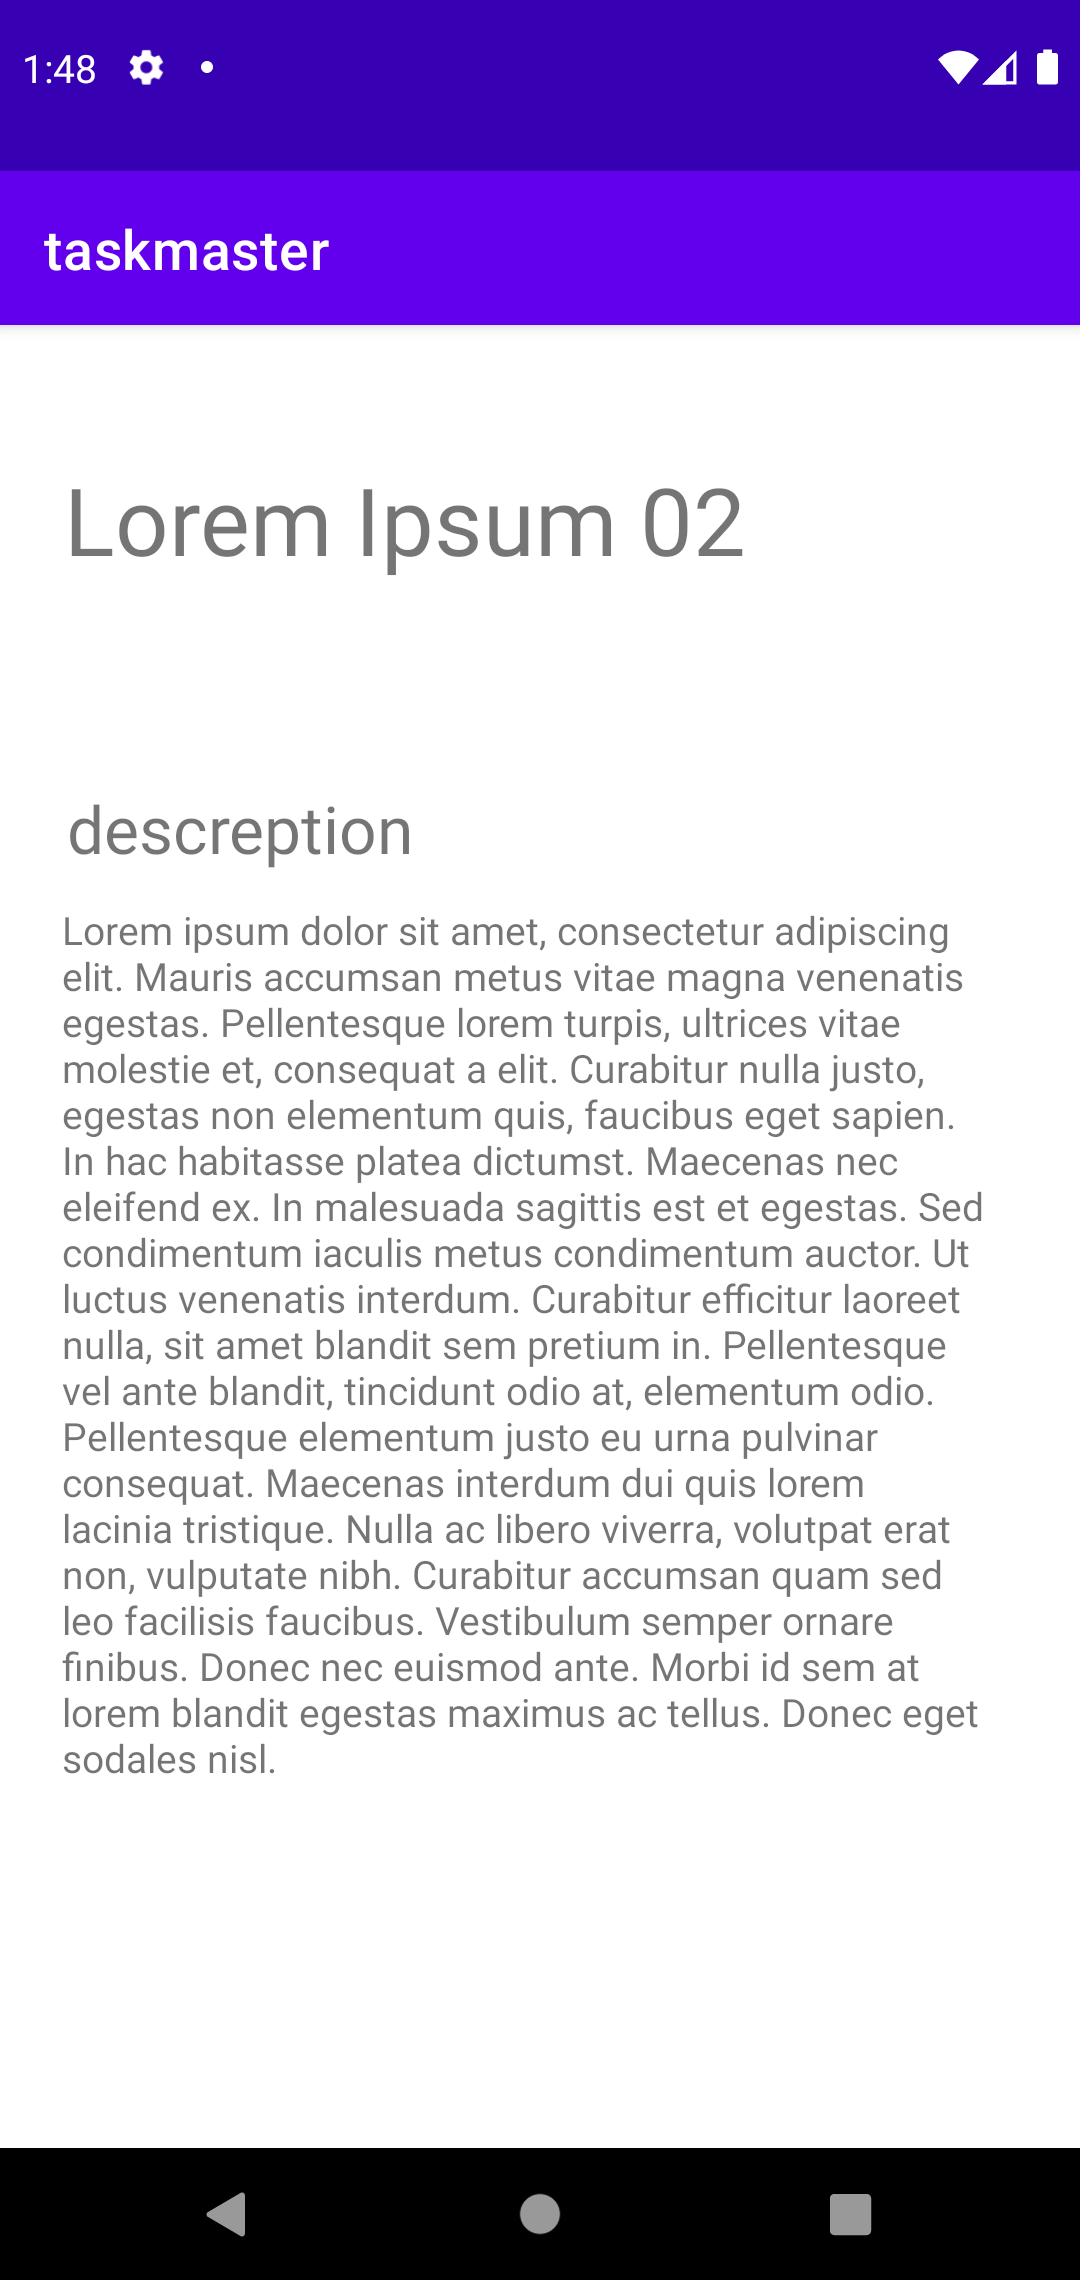 1:48
taskmaster
Lorem Ipsum 02
descreption
Lorem ipsum dolor sit amet, consectetur adipiscing
elit. Mauris accumsan metus vitae magna venenatis
egestas. Pellentesque lorem turpis, ultrices vitae
molestie et, consequat a elit. Curabitur nulla justo,
egestas non elementum quis, faucibus eget sapien.
In hac habitasse platea dictumst. Maecenas nec
eleifend ex. In malesuada sagittis est et egestas. Sed
condimentum iaculis metus condimentum auctor. Ut
luctus venenatis interdum. Curabitur efficitur laoreet
nulla, sit amet blandit sem pretium in. Pellentesque
vel ante blandit, tincidunt odio at, elementum odio.
Pellentesque elementum justo eu urna pulvinar
consequat. Maecenas interdum dui quis lorem
lacinia tristique. Nulla ac libero viverra, volutpat erat
non, vulputate nibh. Curabitur accumsan quam sed
leo facilisis faucibus. Vestibulum semper ornare
finibus. Donec nec euismod ante. Morbi id sem at
lorem blandit egestas maximus ac tellus. Donec eget
sodales nisl.